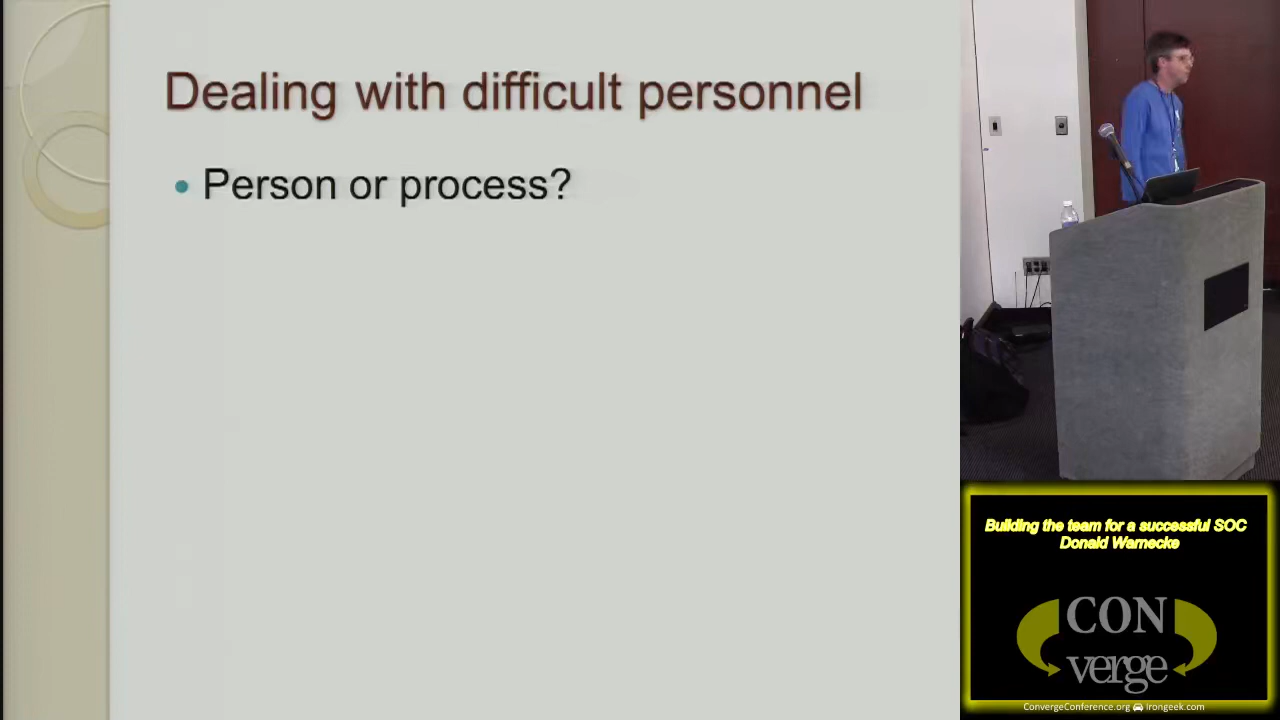 Dealing with difficult personnel
• Person or process?
Building the team for a successful SOC
Donald Warnecke
CON
verge
ConvergeConference.org irongeek.com